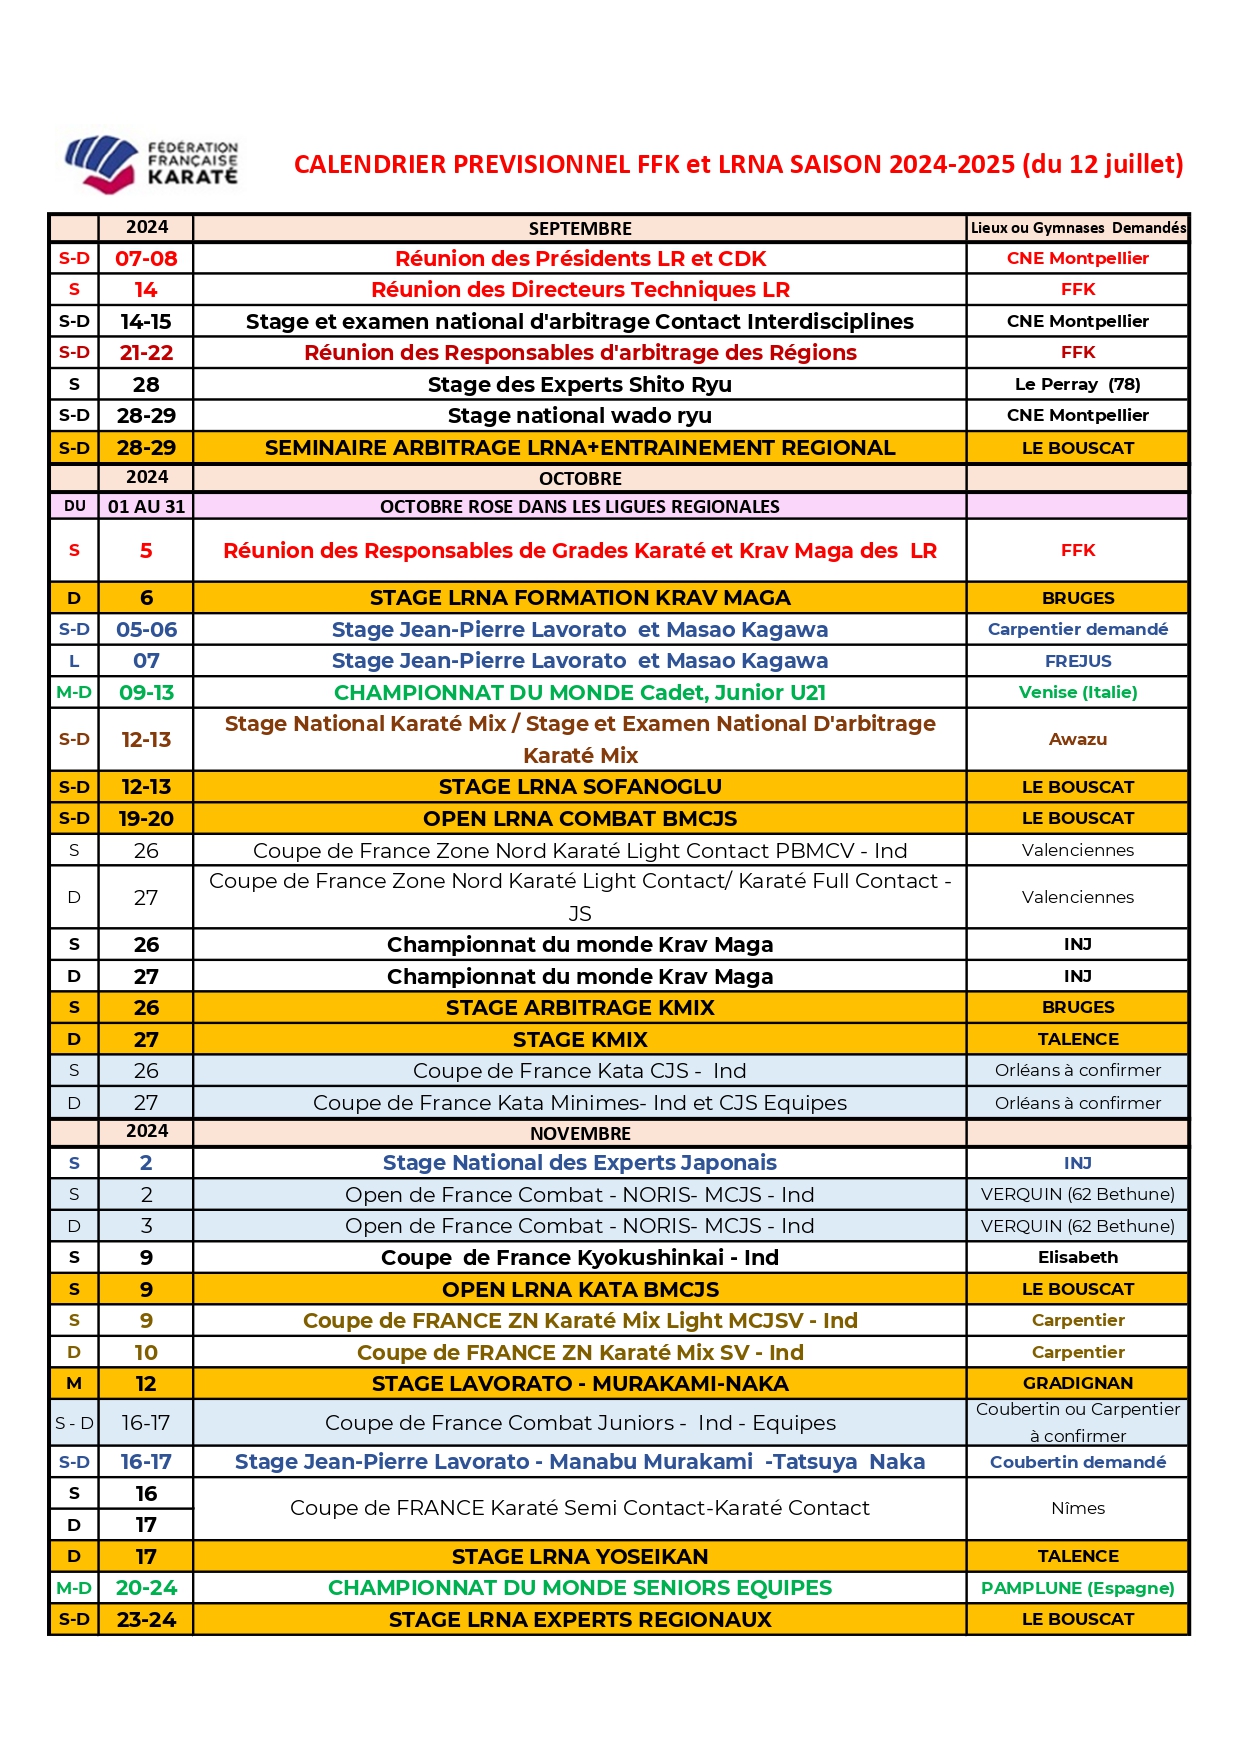 FÉDÉRATION
FRANÇAISE
KARATÉ
CALENDRIER PREVISIONNEL FFK et LRNA SAISON 2024-2025 (du 12 juillet)
2024 SEPTEMBRE Lieux ou Gymnases Demandés
S-D 07-08 Réunion des Présidents LR et CDK CNE Montpellier
S 14 Réunion des Directeurs Techniques LR FFK
S-D 14-15 Stage et examen national d'arbitrage Contact Interdisciplines CNE Montpellier
S-D 21-22 Réunion des Responsables d'arbitrage des Régions FFK
S 28 Stage des Experts Shito Ryu Le Perray (78)
S-D 28-29 Stage national wado ryu CNE Montpellier
S-D 28-29 SEMINAIRE ARBITRAGE LRNA+ENTRAINEMENT REGIONAL LE BOUSCAT
2024 OCTOBRE
DU 01 AU 31 OCTOBRE ROSE DANS LES LIGUES REGIONALES
S 5 Réunion des Responsables de Grades Karaté et Krav Maga des LR FFK
D 6 STAGE LRNA FORMATION KRAV MAGA BRUGES
S-D 05-06 Stage Jean-Pierre Lavorato et Masao Kagawa Carpentier demandé
L 07 Stage Jean-Pierre Lavorato et Masao Kagawa FREJUS
M-D 09-13 CHAMPIONNAT DU MONDE Cadet, Junior U21 Venise (Italie)
S-D 12-13 Stage National Karaté Mix / Stage et Examen National D'arbitrage
Karaté Mix Awazu
S-D 12-13 STAGE LRNA SOFANOGLU LE BOUSCAT
S-D 19-20 OPEN LRNA COMBAT BMCJS LE BOUSCAT
S 26 Coupe de France Zone Nord Karaté Light Contact PBMCV - Ind Valenciennes
D 27 Coupe de France Zone Nord Karaté Light Contact/ Karaté Full Contact -
JS Valenciennes
S 26 Championnat du monde Krav Maga INJ
D 27 Championnat du monde Krav Maga INJ
S 26 STAGE ARBITRAGE KMIX BRUGES
D 27 STAGE KMIX TALENCE
S 26 Coupe de France Kata CJS - Ind Orléans à confirmer
D 27 Coupe de France Kata Minimes- Ind et CJS Equipes Orléans à confirmer
2024 NOVEMBRE
S 2 Stage National des Experts Japonais INJ
S 2 Open de France Combat - NORIS- MCJS - Ind VERQUIN (62 Bethune)
D 3 Open de France Combat - NORIS- MCJS - Ind VERQUIN (62 Bethune)
S 9 Coupe de France Kyokushinkai - Ind Elisabeth
S 9 OPEN LRNA KATA BMCJS LE BOUSCAT
S 9 Coupe de FRANCE ZN Karaté Mix Light MCJSV - Ind Carpentier
D 10 Coupe de FRANCE ZN Karaté Mix SV - Ind Carpentier
M 12 STAGE LAVORATO - MURAKAMI-NAKA GRADIGNAN
S - D 16-17 Coupe de France Combat Juniors - Ind - Equipes Coubertin ou Carpentier
à confirmer
S-D 16-17 Stage Jean-Pierre Lavorato - Manabu Murakami -Tatsuya Naka Coubertin demandé
S 16 Coupe de FRANCE Karaté Semi Contact-Karaté Contact Nîmes
D 17
D 17 STAGE LRNA YOSEIKAN TALENCE
M-D 20-24 CHAMPIONNAT DU MONDE SENIORS EQUIPES PAMPLUNE (Espagne)
S-D 23-24 STAGE LRNA EXPERTS REGIONAUX LE BOUSCAT